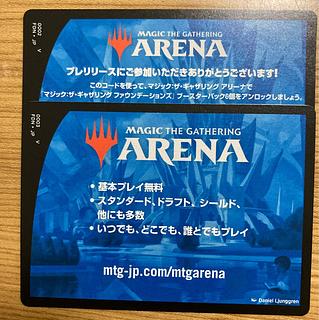 0002 V
FDN • JP
MAGIC THE GATHERING
ARENA
プレリリースにご参加いただきありがとうございます!
このコードを使って、マジック:ザ・ギャザリング アリーナで
マジック:ザ・ギャザリング ファウンデーションズ』ブースターパック6個をアンロックしましょう。
0003 V
FDN • JP
MAGIC THE GATHERING
ARENA
• 基本プレイ無料
• スタンダード、ドラフト、シールド、
他にも多数
• いつでも、どこでも、誰とでもプレイ
mtg-jp.com/mtgarena
Daniel Ljunggren